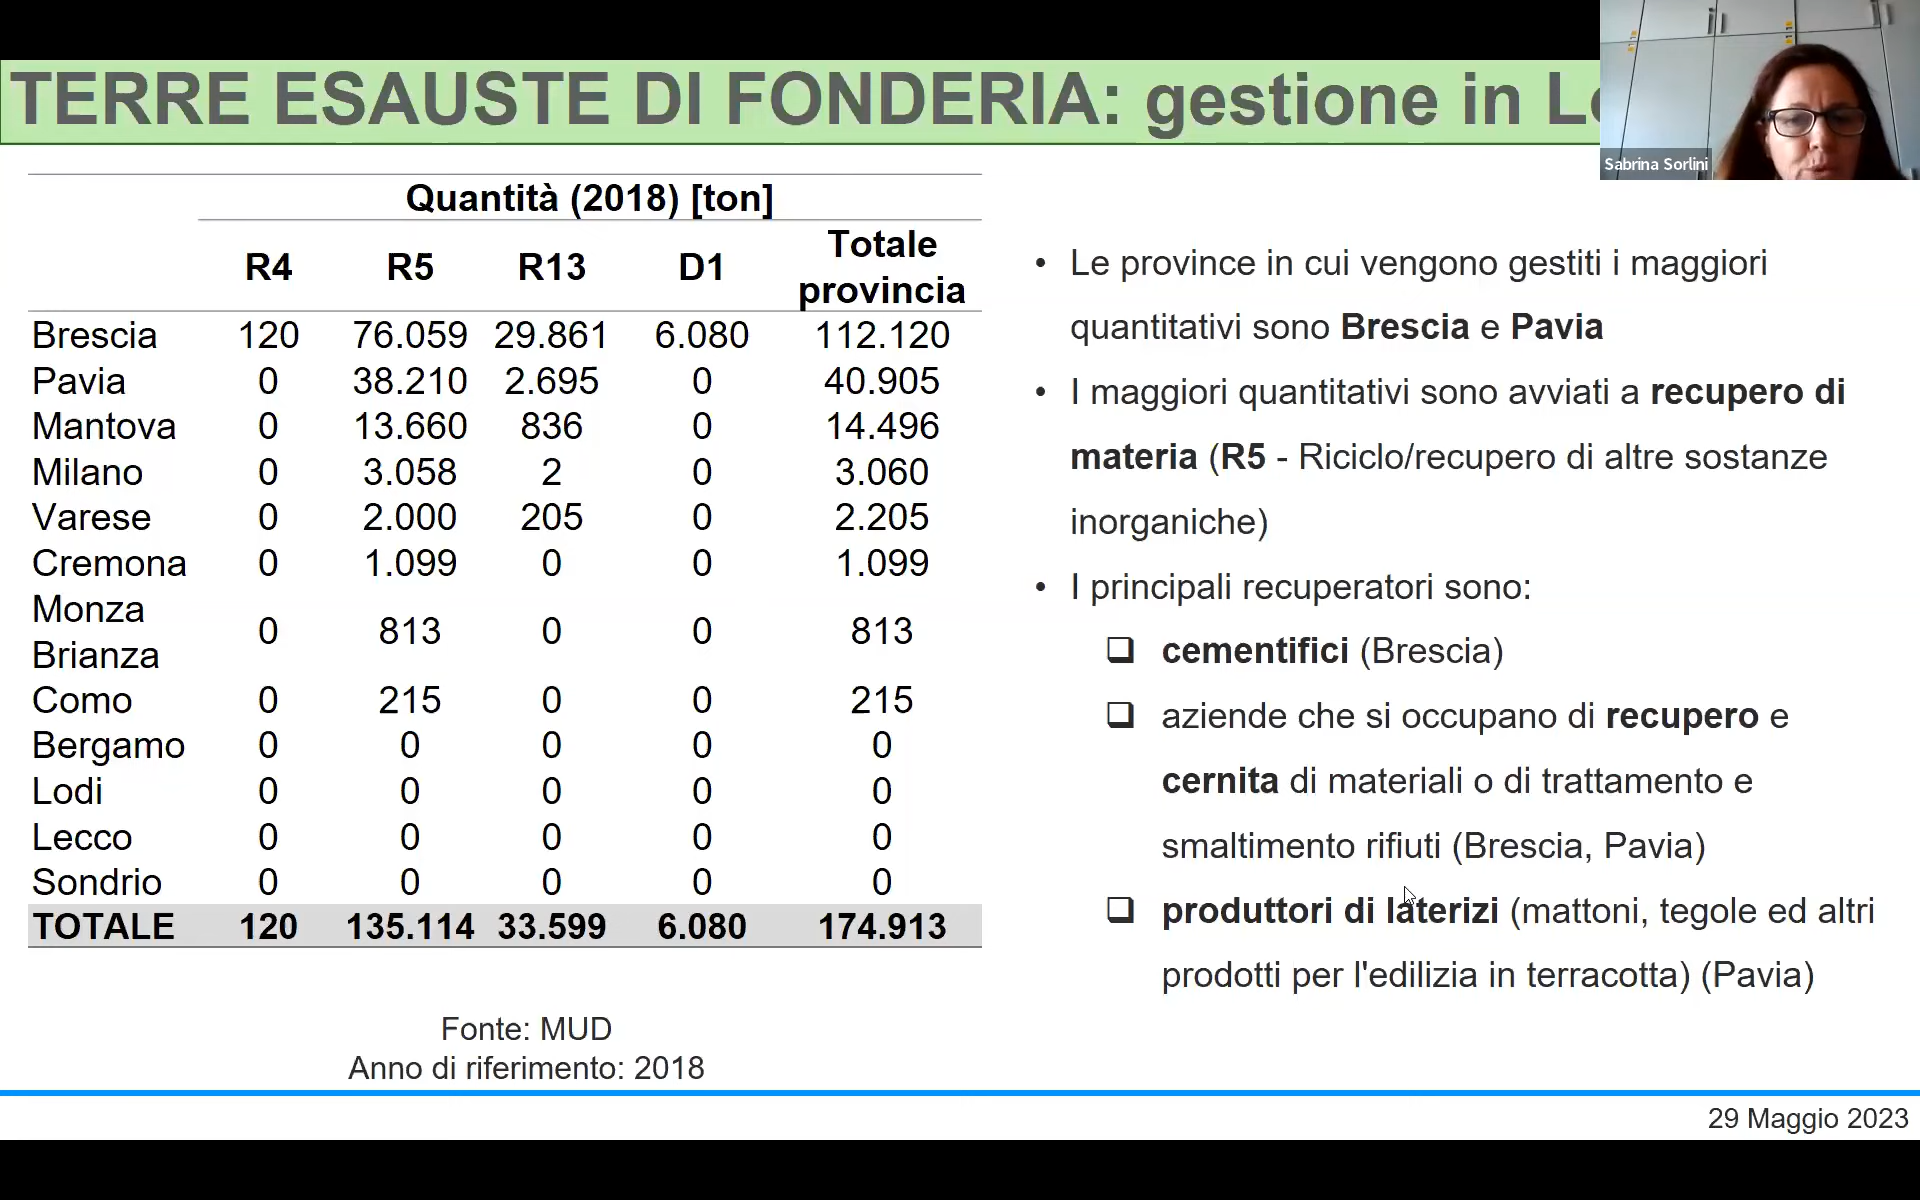 TERRE ESAUSTE DI FONDERIA: gestione in
Sabrina Sorlini
Quantità (2018) [ton]
R4 R5 R13 D1 Totale provincia
Brescia 120 76.059 29.861 6.080 112.120
Pavia 0 38.210 2.695 0 40.905
Mantova 0 13.660 836 0 14.496
Milano 0 3.058 2 0 3.060
Varese 0 2.000 205 0 2.205
Cremona 0 1.099 0 0 1.099
Monza Brianza 0 813 0 0 813
Como 0 215 0 0 215
Bergamo 0 0 0 0 0
Lodi 0 0 0 0 0
Lecco 0 0 0 0 0
Sondrio 0 0 0 0 0
TOTALE 120 135.114 33.599 6.080 174.913
Fonte: MUD
Anno di riferimento: 2018
• Le province in cui vengono gestiti i maggiori
quantitativi sono Brescia e Pavia
• I maggiori quantitativi sono avviati a recupero di
materia (R5 - Riciclo/recupero di altre sostanze
inorganiche)
• I principali recuperatori sono:
❑ cementifici (Brescia)
❑ aziende che si occupano di recupero e
cernita di materiali o di trattamento e
smaltimento rifiuti (Brescia, Pavia)
❑ produttori di laterizi (mattoni, tegole ed altri
prodotti per l'edilizia in terracotta) (Pavia)
29 Maggio 2023